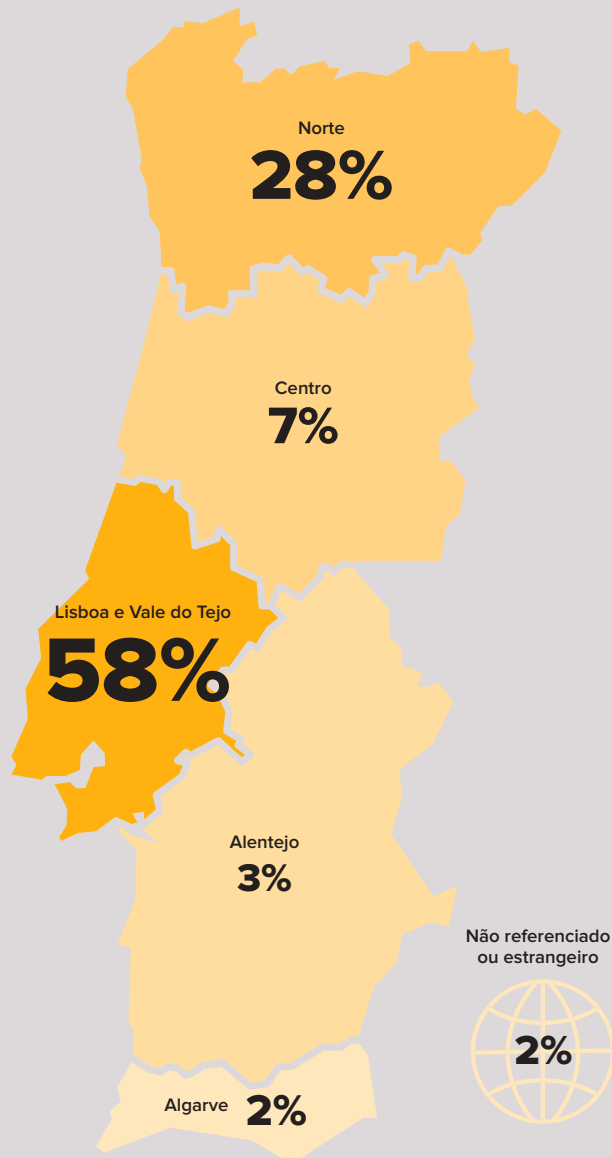 Norte
28%
Centro
7%
Lisboa e Vale do Tejo
58%
Alentejo
3%
Não referenciado
ou estrangeiro
2%
Algarve 2%